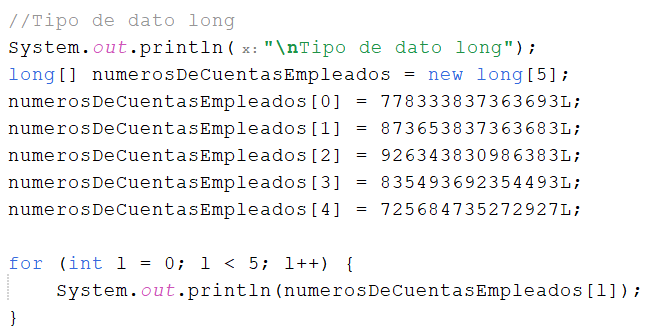 //Tipo de dato long
System.out.println( x: "\nTipo de dato long");
long[] numerosDeCuentasEmpleados = new long[5];
numerosDeCuentasEmpleados[0] = 778333837363693L;
numerosDeCuentasEmpleados[1] = 873653837363683L;
numerosDeCuentasEmpleados[2] = 926343830986383L;
numerosDeCuentasEmpleados[3] = 835493692354493L;
numerosDeCuentasEmpleados[4] = 725684735272927L;
for (int l = 0; l < 5; l++) {
    System.out.println(numerosDeCuentasEmpleados[l]);
}